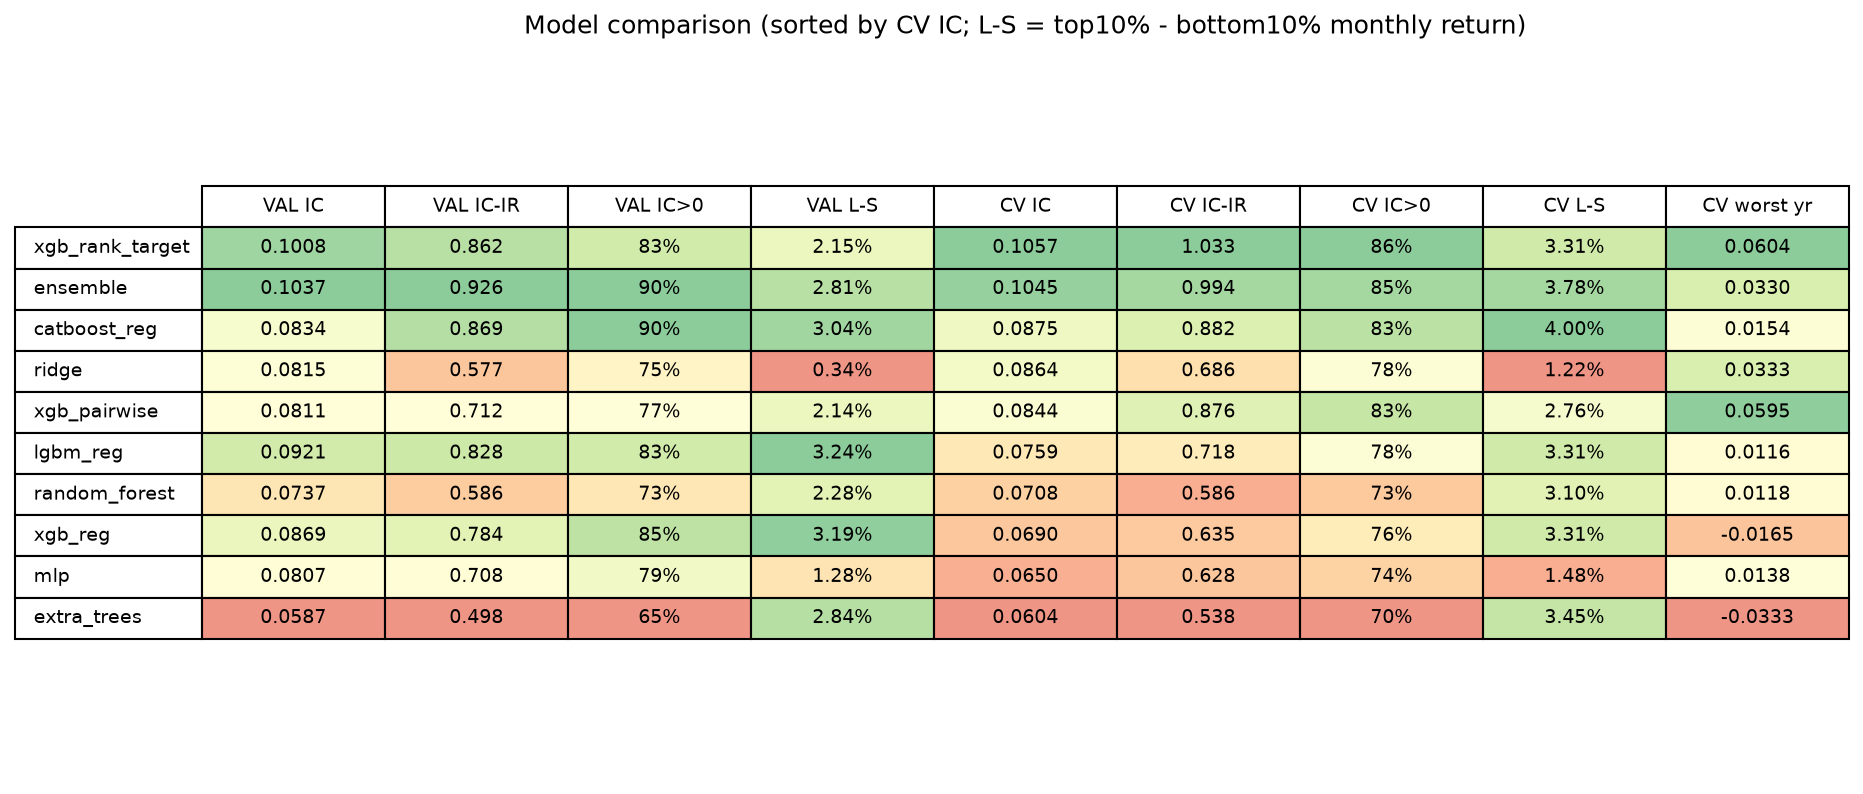 Model comparison (sorted by CV IC; L-S = top10% - bottom10% monthly return)
VAL IC VAL IC-IR VAL IC>0 VAL L-S CV IC CV IC-IR CV IC>0 CV L-S CV worst yr
xgb_rank_target 0.1008 0.862 83% 2.15% 0.1057 1.033 86% 3.31% 0.0604
ensemble 0.1037 0.926 90% 2.81% 0.1045 0.994 85% 3.78% 0.0330
catboost_reg 0.0834 0.869 90% 3.04% 0.0875 0.882 83% 4.00% 0.0154
ridge 0.0815 0.577 75% 0.34% 0.0864 0.686 78% 1.22% 0.0333
xgb_pairwise 0.0811 0.712 77% 2.14% 0.0844 0.876 83% 2.76% 0.0595
lgbm_reg 0.0921 0.828 83% 3.24% 0.0759 0.718 78% 3.31% 0.0116
random_forest 0.0737 0.586 73% 2.28% 0.0708 0.586 73% 3.10% 0.0118
xgb_reg 0.0869 0.784 85% 3.19% 0.0690 0.635 76% 3.31% -0.0165
mlp 0.0807 0.708 79% 1.28% 0.0650 0.628 74% 1.48% 0.0138
extra_trees 0.0587 0.498 65% 2.84% 0.0604 0.538 70% 3.45% -0.0333